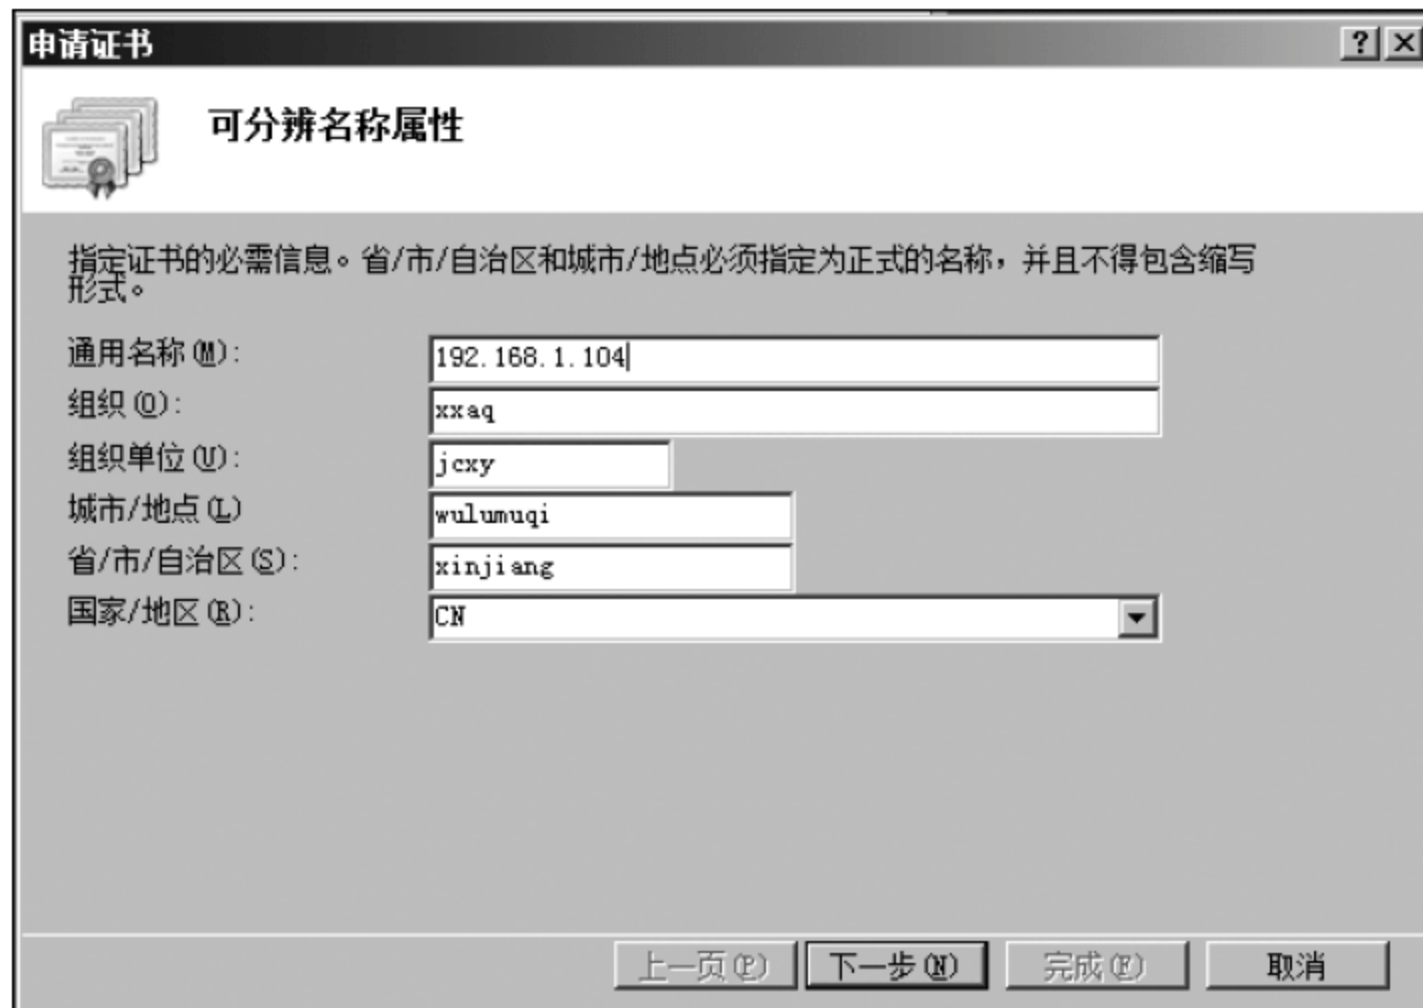 申请证书
可分辨名称属性
指定证书的必需信息。省/市/自治区和城市/地点必须指定为正式的名称，并且不得包含缩写
形式。
通用名称(M): 192.168.1.104
组织(O): xxaq
组织单位(U): jcxy
城市/地点(L) wulumuqi
省/市/自治区(S): xinjiang
国家/地区(R): CN
上一页(P) 下一步(N) 完成(F) 取消